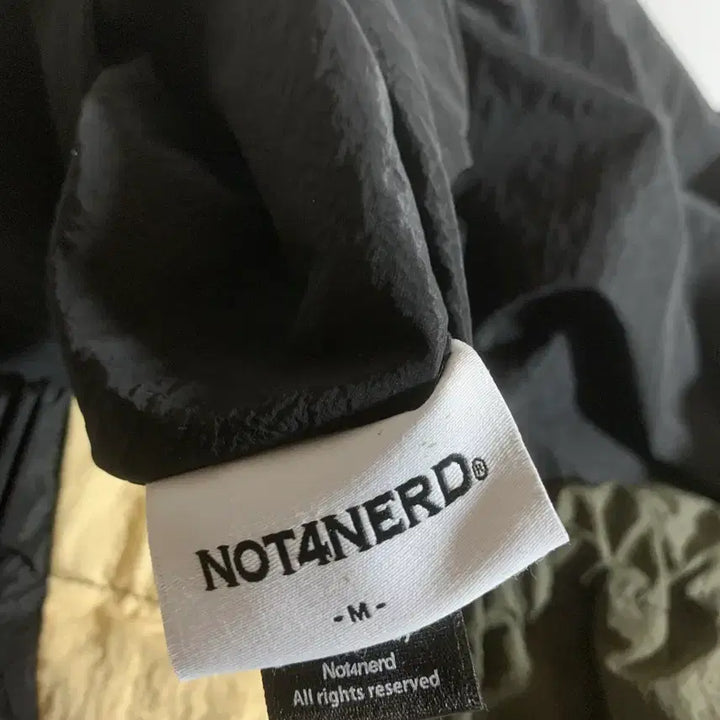 NOT4NERD®
-M-
Not4nerd
All rights reserved